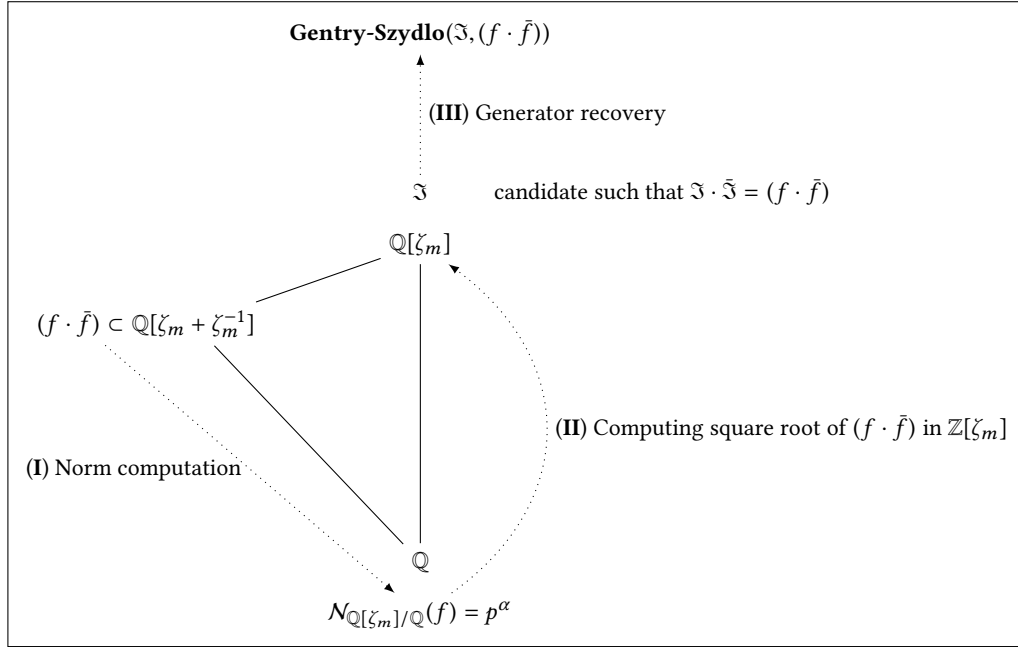 Gentry-Szydlo(ℑ, (f · f̄))
(III) Generator recovery
ℑ candidate such that ℑ · ℑ̄ = (f · f̄)
ℚ[ζ_m]
(f · f̄) ⊂ ℚ[ζ_m + ζ_m^{-1}]
(II) Computing square root of (f · f̄) in ℤ[ζ_m]
(I) Norm computation
ℚ
𝒩_{ℚ[ζ_m]/ℚ}(f) = p^α